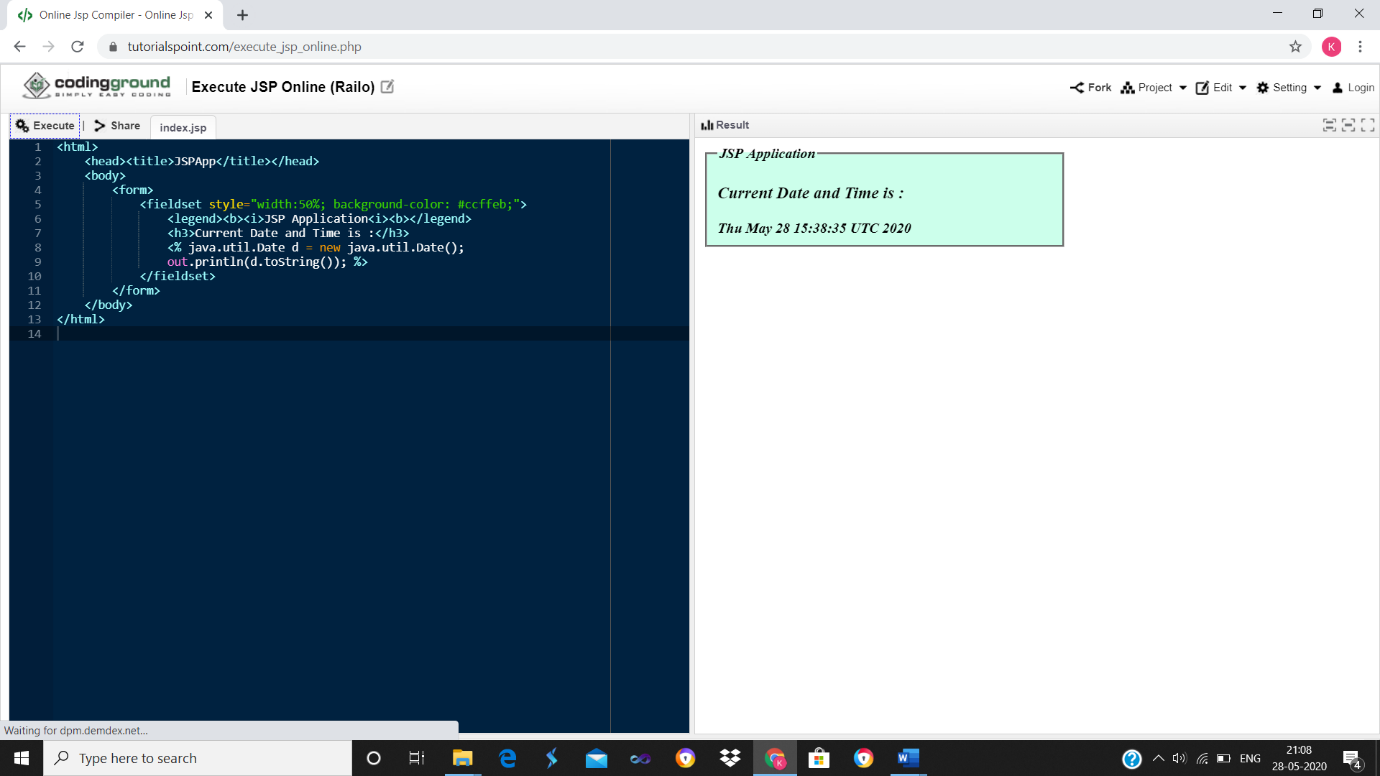 Online Jsp Compiler - Online Jsp
tutorialspoint.com/execute_jsp_online.php
K
codingground
SIMPLY EASY CODING
Execute JSP Online (Railo)
Fork Project Edit Setting Login
Execute | Share index.jsp
1 <html>
2 <head><title>JSPApp</title></head>
3 <body>
4 <form>
5 <fieldset style="width:50%; background-color: #ccffeb;">
6 <legend><b><i>JSP Application<i><b></legend>
7 <h3>Current Date and Time is :</h3>
8 <% java.util.Date d = new java.util.Date();
9 out.println(d.toString()); %>
10 </fieldset>
11 </form>
12 </body>
13 </html>
14
Result
JSP Application
Current Date and Time is :
Thu May 28 15:38:35 UTC 2020
Waiting for dpm.demdex.net...
Type here to search
ENG
21:08
28-05-2020
4